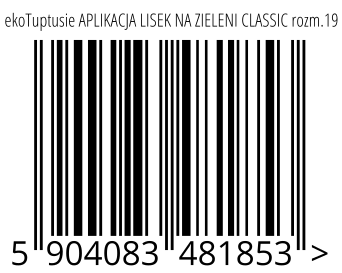 ekoTuptusie APLIKACJA LISEK NA ZIELENI CLASSIC rozm.19
5 904083 481853 >